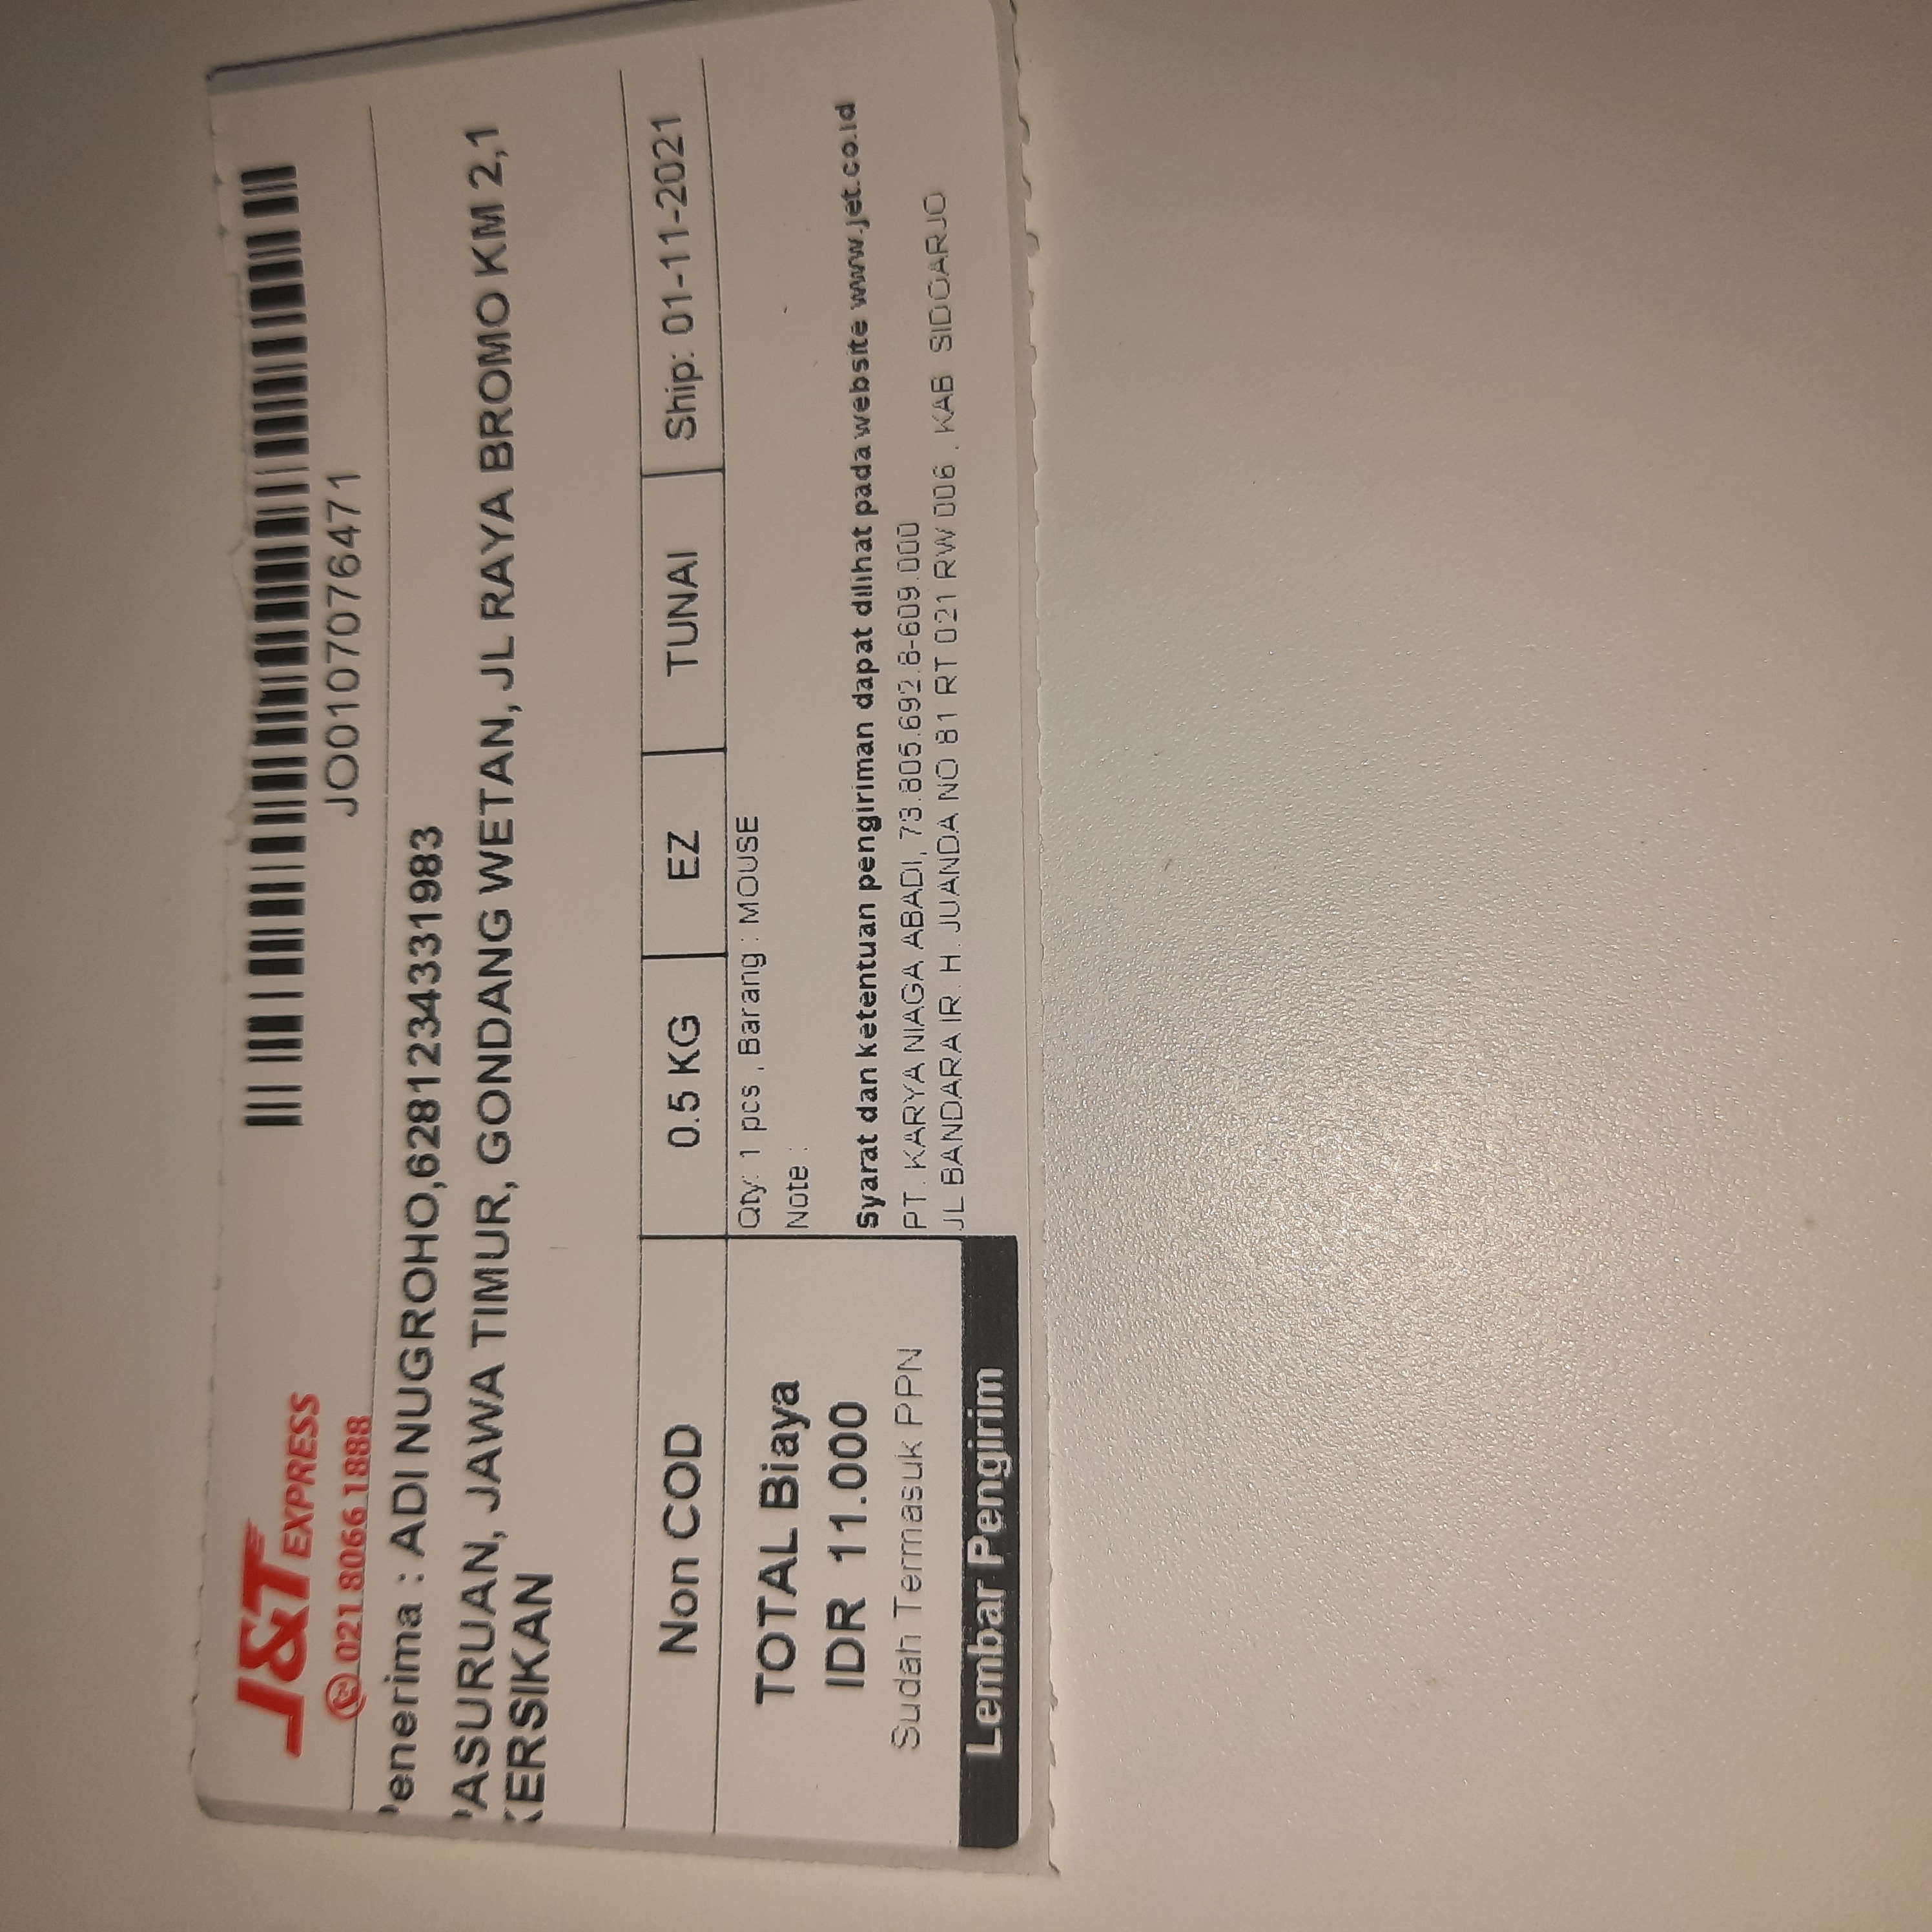 J&T EXPRESS
021 8066 1888
JO0107076471
Penerima : ADI NUGROHO,6281234331983
PASURUAN, JAWA TIMUR, GONDANG WETAN, JL RAYA BROMO KM 2,1
KERSIKAN
Non COD 0.5 KG EZ TUNAI Ship: 01-11-2021
TOTAL Biaya
IDR 11.000
Sudah Termasuk PPN
Lembar Pengirim
Qty: 1 pcs , Barang : MOUSE
Note :
Syarat dan ketentuan pengiriman dapat dilihat pada website www.jet.co.id
PT. KARYA NIAGA ABADI, 73.805.692.8-609.000
JL BANDARA IR. H. JUANDA NO 81 RT 021 RW 006 , KAB SIDOARJO